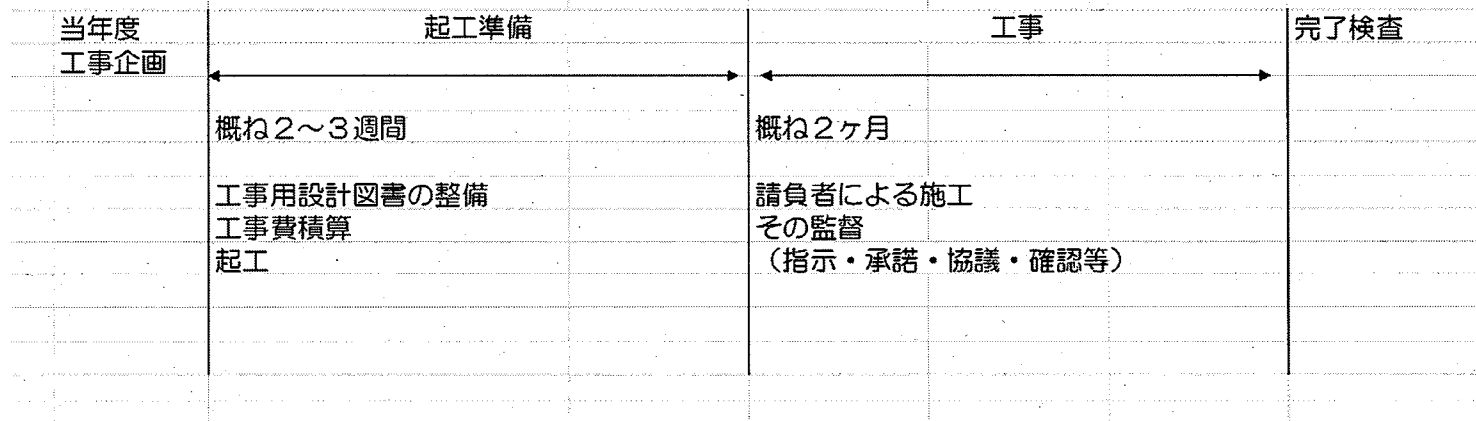 当年度
工事企画
起工準備
工事
完了検査
概ね2～3週間
概ね2ヶ月
工事用設計図書の整備
工事費積算
起工
請負者による施工
その監督
（指示・承諾・協議・確認等）